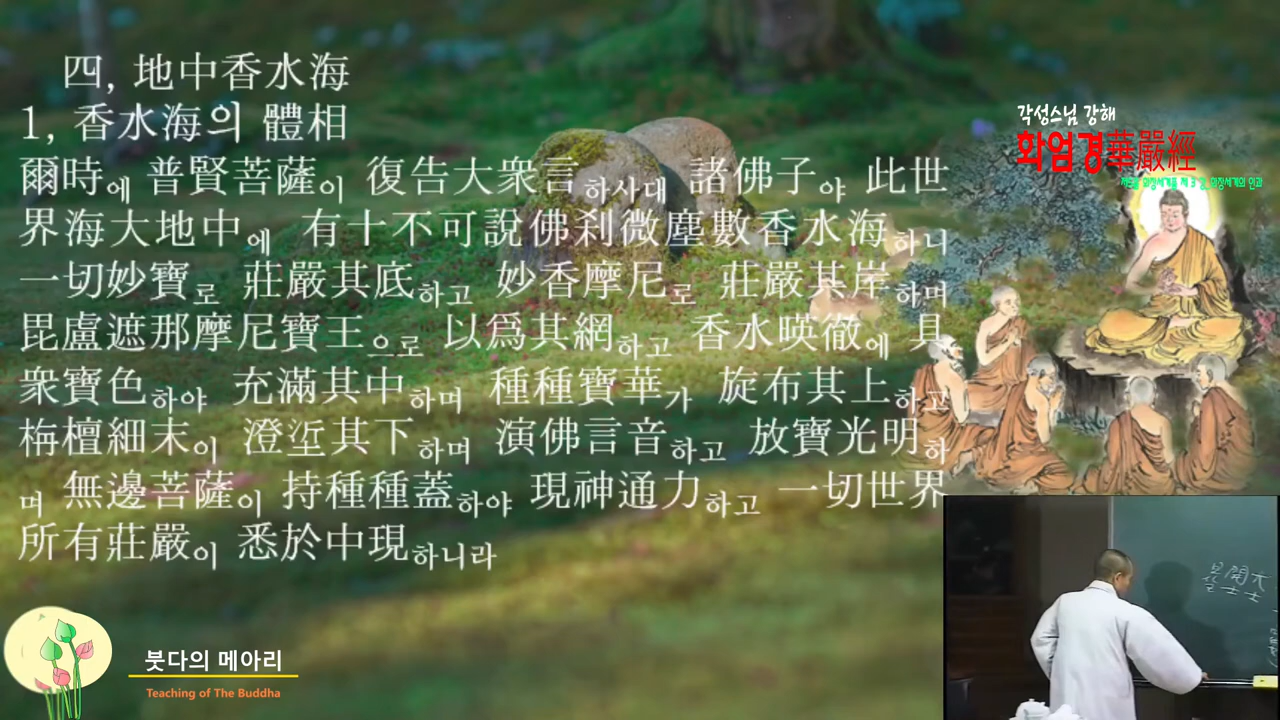 四, 地中香水海
1, 香水海의 體相
爾時에 普賢菩薩이 復告大衆言하사대 諸佛子야 此世
界海大地中에 有十不可說佛刹微塵數香水海하니
一切妙寶로 莊嚴其底하고 妙香摩尼로 莊嚴其岸하며
毘盧遮那摩尼寶王으로 以爲其網하고 香水暎徹에 具
衆寶色하야 充滿其中하며 種種寶華가 旋布其上하고
栴檀細末이 澄坙其下하며 演佛言音하고 放寶光明하
며 無邊菩薩이 持種種蓋하야 現神通力하고 一切世界
所有莊嚴이 悉於中現하니라
각성스님 강해
화엄경華嚴經
붓다의 메아리
Teaching of The Buddha
開士